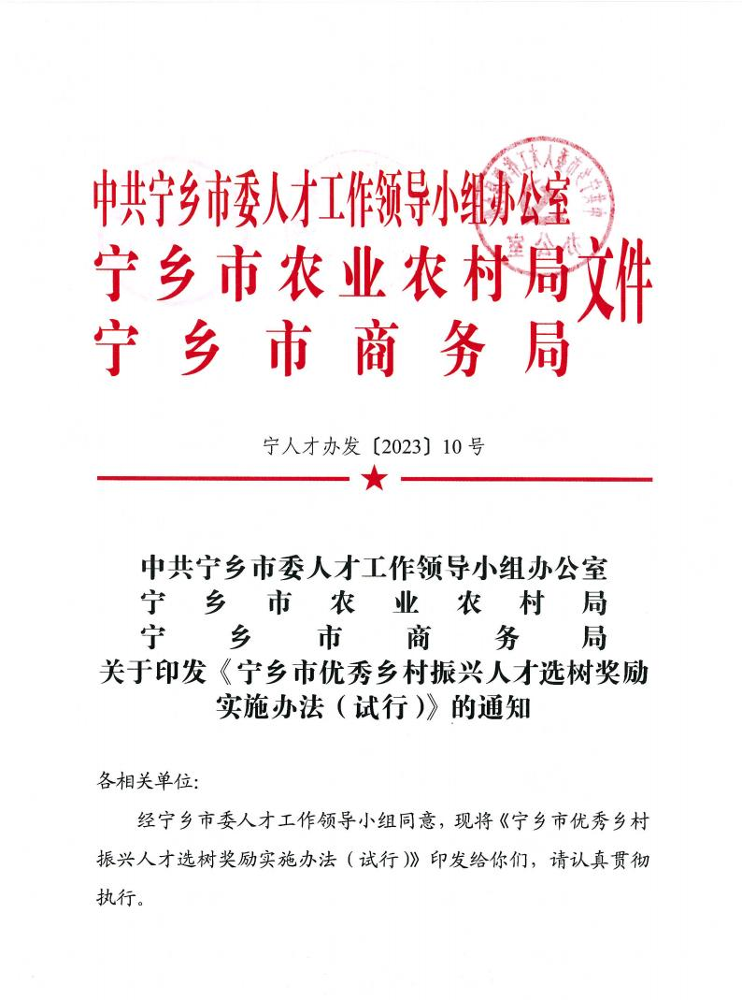 中共宁乡市委人才工作领导小组办公室
宁乡市农业农村局文件
宁乡市商务局
宁人才办发〔2023〕10号
中共宁乡市委人才工作领导小组办公室
宁乡市农业农村局
宁乡市商务局
关于印发《宁乡市优秀乡村振兴人才选树奖励
实施办法（试行）》的通知
各相关单位：
经宁乡市委人才工作领导小组同意，现将《宁乡市优秀乡村
振兴人才选树奖励实施办法（试行）》印发给你们，请认真贯彻
执行。